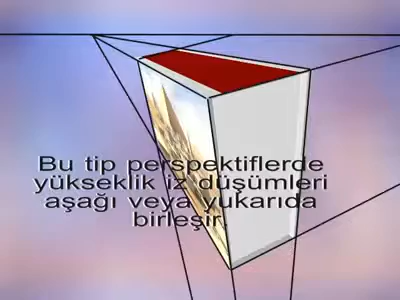 Bu tip perspektiflerde
yükseklik iz düşümleri
aşağı veya yukarıda
birleşir.